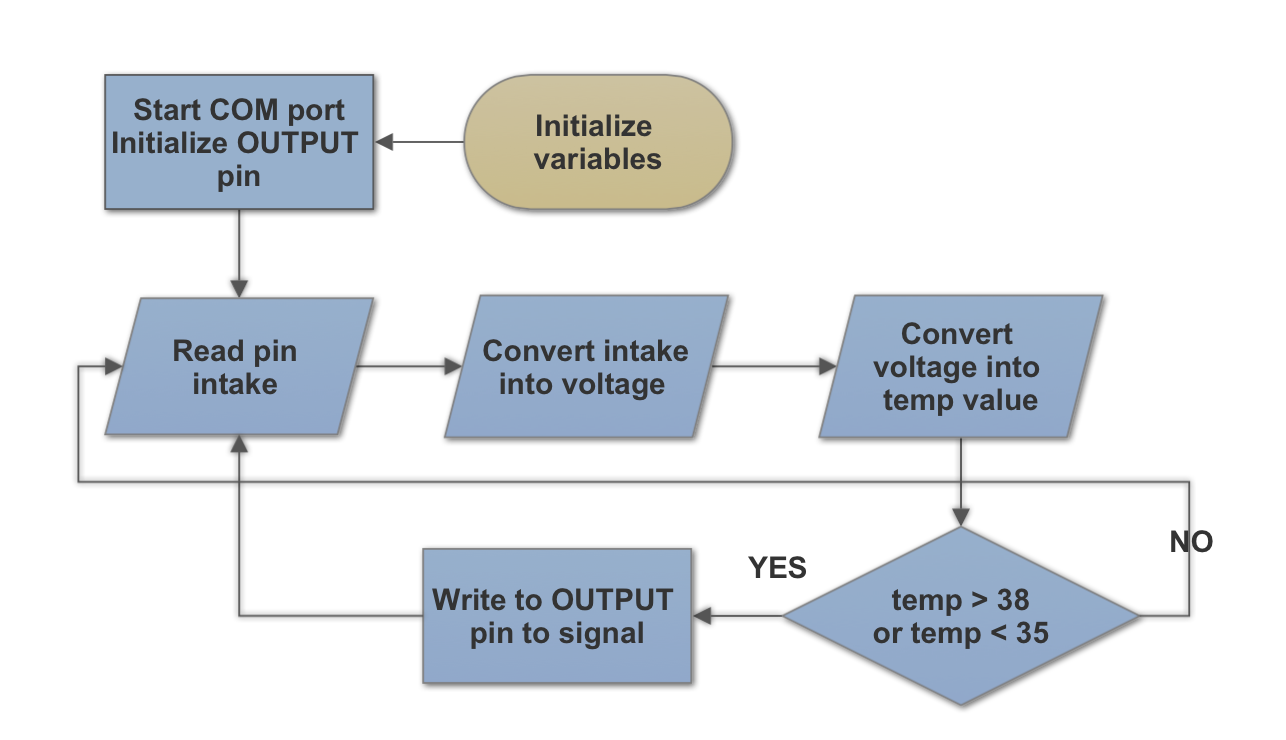 Start COM port
Initialize OUTPUT
pin
Initialize
variables
Read pin
intake
Convert intake
into voltage
Convert
voltage into
temp value
NO
YES
Write to OUTPUT
pin to signal
temp > 38
or temp < 35